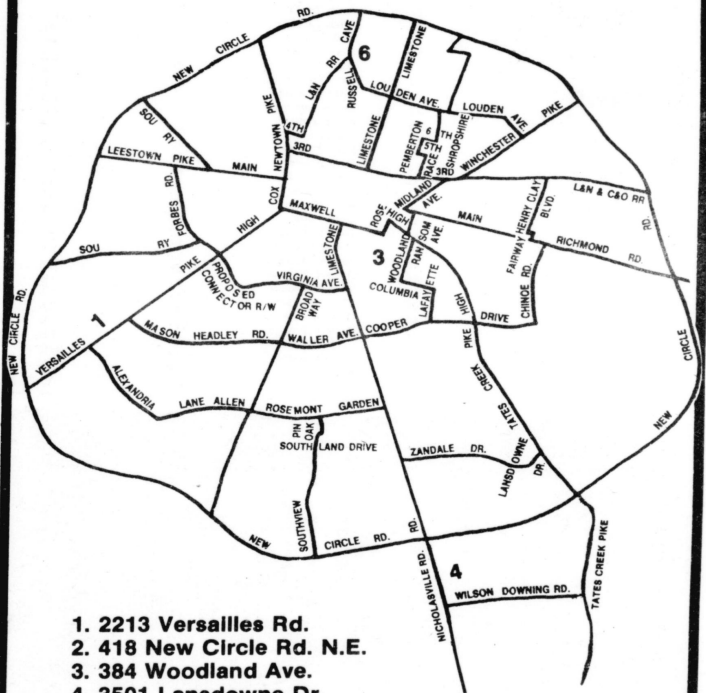 NEW CIRCLE RD.
CAVE
6
LIMESTONE
L&N RR
RUSSELL
LOUDEN AVE.
LOUDEN AVE
PIKE
NEWTOWN PIKE
SOU RY
4TH
3RD
LIMESTONE
PEMBERTON
6TH
5TH
RACE
3RD
SHROPSHIRE
WINCHESTER
LEESTOWN PIKE
MAIN
MIDLAND AVE.
L&N & C&O RR
COX
MAXWELL
ROSE
HIGH
MAIN
HENRY CLAY BLVD.
RD.
FORBES RD.
HIGH
LIMESTONE
WOODLAND
RANSOM AVE.
FAIRWAY
RICHMOND RD
3
SOU RY
PIKE
PROPOSED CONNECTOR R/W
VIRGINIA AVE.
BROADWAY
COLUMBIA
LAFAYETTE
HIGH
CHINOE RD.
NEW CIRCLE RD.
1
VERSAILLES
MASON HEADLEY RD.
WALLER AVE.
COOPER
DRIVE
PIKE
CIRCLE
ALEXANDRIA
LANE ALLEN
ROSEMONT GARDEN
TATES CREEK
NEW
PIN OAK
SOUTHLAND DRIVE
ZANDALE DR.
LANSDOWNE DR.
SOUTHVIEW
NEW CIRCLE RD.
RD.
NICHOLASVILLE RD.
4
WILSON DOWNING RD.
TATES CREEK PIKE
1. 2213 Versailles Rd.
2. 418 New Circle Rd. N.E.
3. 384 Woodland Ave.
4. 3501 Lansdowne Dr.